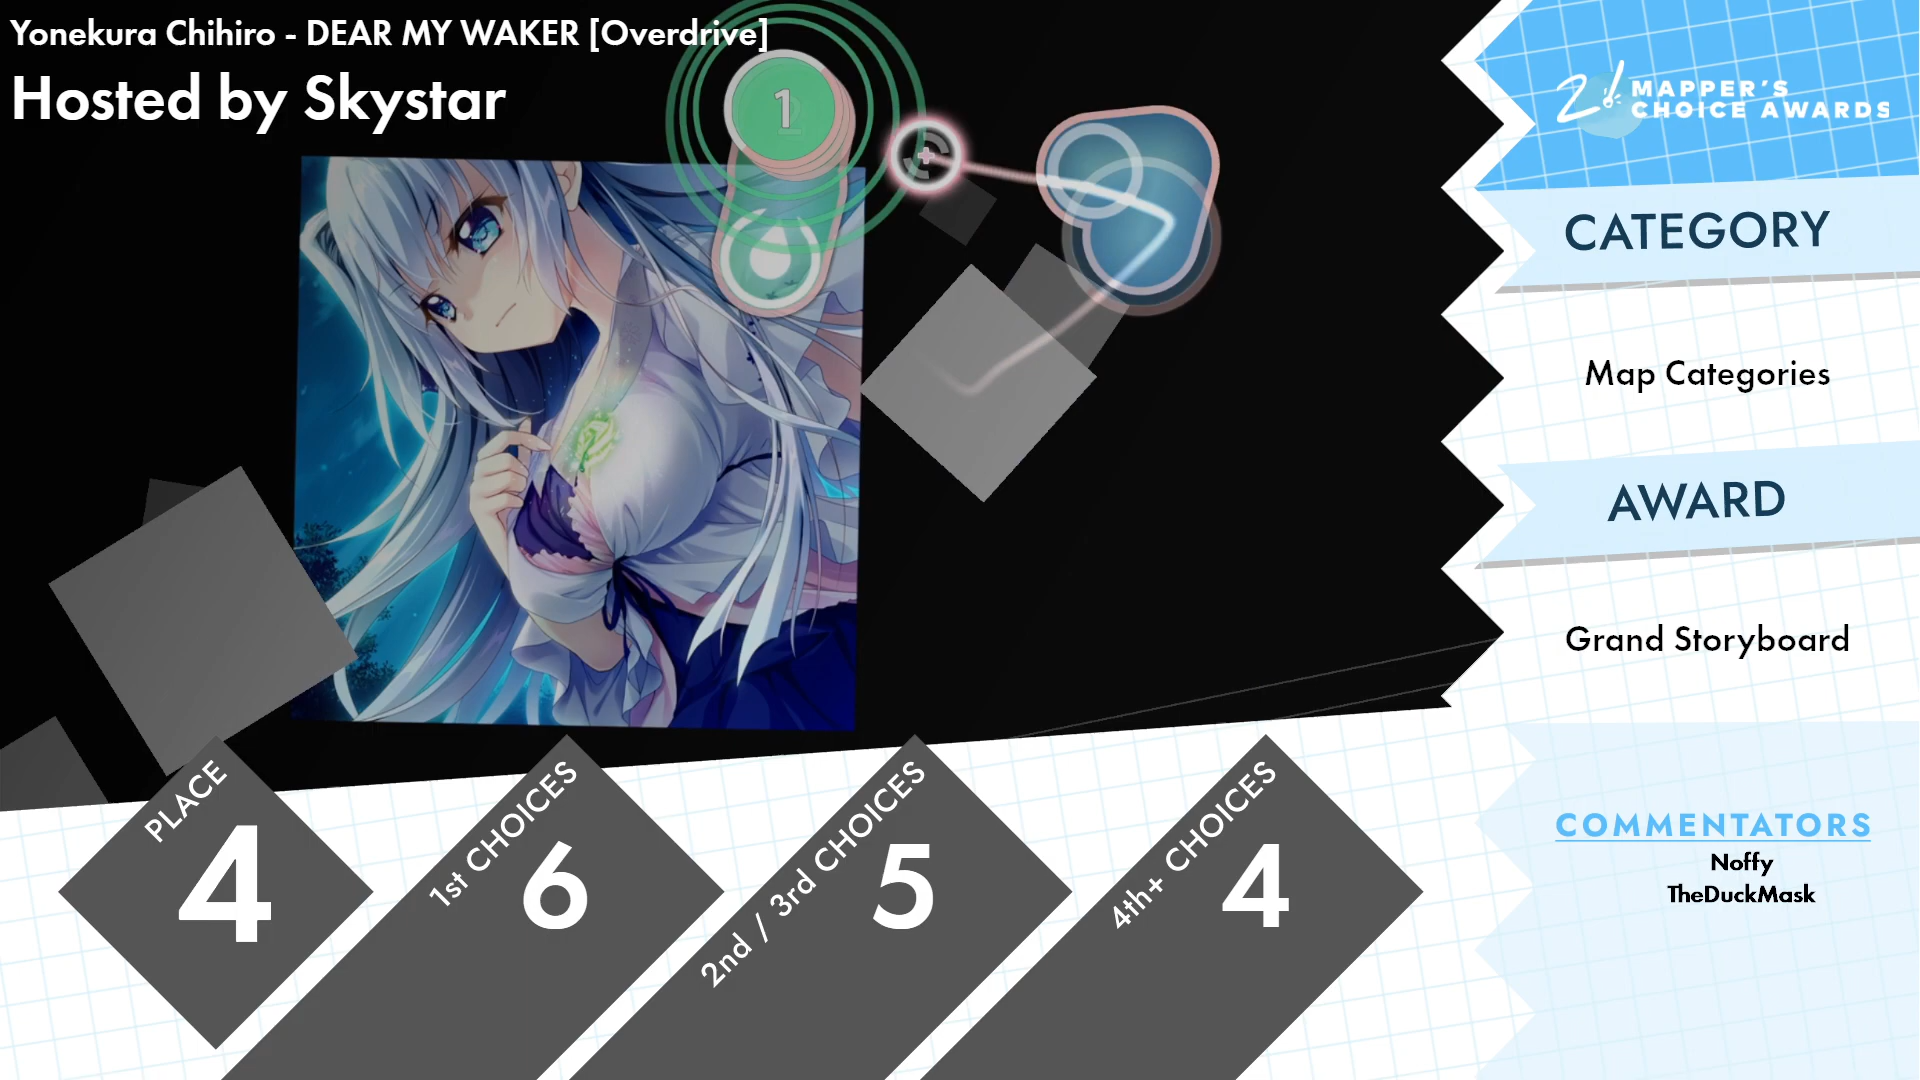 Yonekura Chihiro - DEAR MY WAKER [Overdrive]
Hosted by Skystar
1
2! MAPPER'S
CHOICE AWARDS
CATEGORY
Map Categories
AWARD
Grand Storyboard
PLACE
4
1st CHOICES
6
2nd / 3rd CHOICES
5
4th+ CHOICES
4
COMMENTATORS
Noffy
TheDuckMask